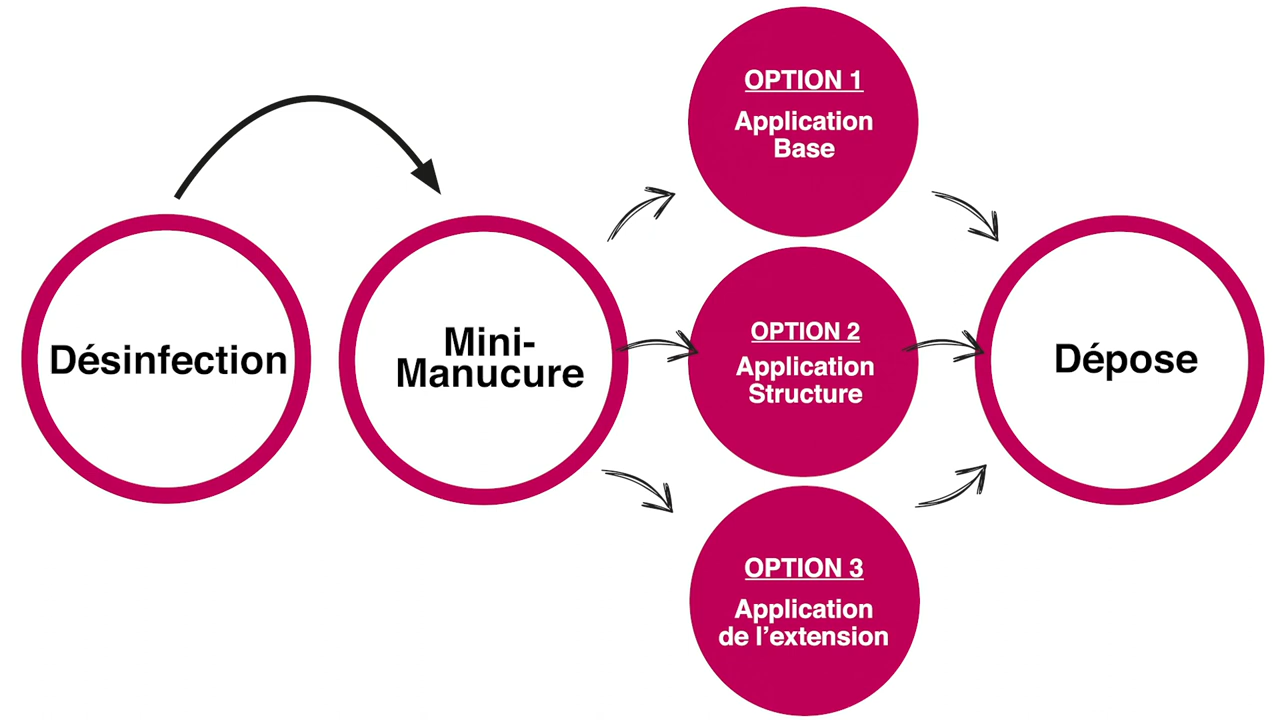 Désinfection
Mini-
Manucure
OPTION 1
Application
Base
OPTION 2
Application
Structure
OPTION 3
Application
de l’extension
Dépose